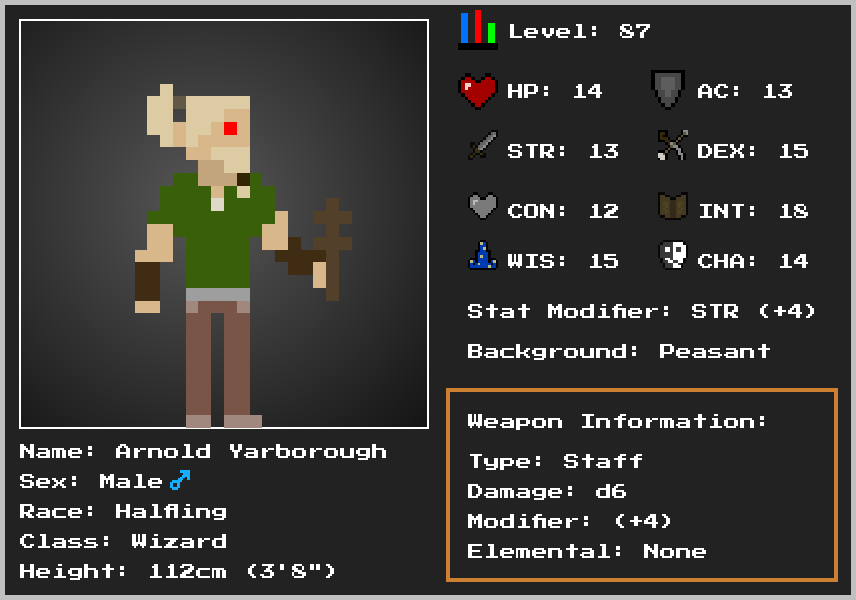 Level: 87
HP: 14
AC: 13
STR: 13
DEX: 15
CON: 12
INT: 18
WIS: 15
CHA: 14
Stat Modifier: STR (+4)
Background: Peasant
Weapon Information:
Type: Staff
Damage: d6
Modifier: (+4)
Elemental: None
Name: Arnold Yarborough
Sex: Male♂
Race: Halfling
Class: Wizard
Height: 112cm (3'8")